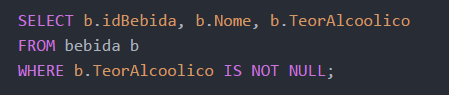 SELECT b.idBebida, b.Nome, b.TeorAlcoolico
FROM bebida b
WHERE b.TeorAlcoolico IS NOT NULL;